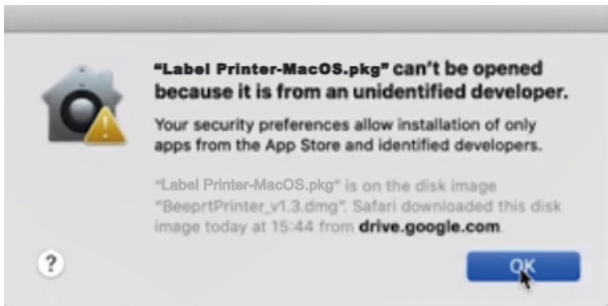 “Label Printer-MacOS.pkg” can’t be opened
because it is from an unidentified developer.
Your security preferences allow installation of only
apps from the App Store and identified developers.
“Label Printer-MacOS.pkg” is on the disk image
“BeeprtPrinter_v1.3.dmg”. Safari downloaded this disk
image today at 15:44 from drive.google.com.
?
OK